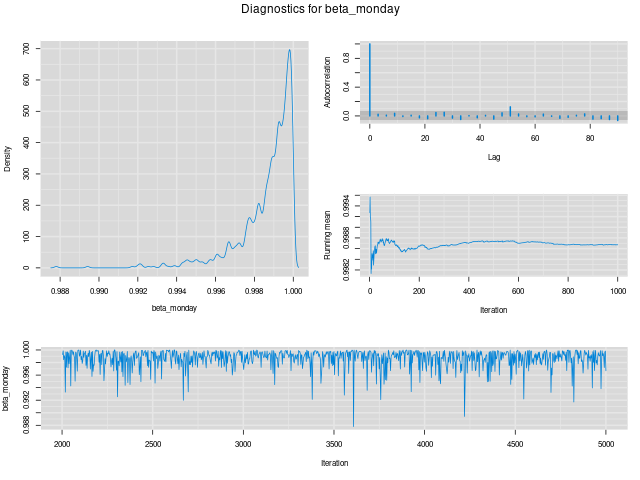 Diagnostics for beta_monday
Density
0 100 200 300 400 500 600 700
0.988 0.990 0.992 0.994 0.996 0.998 1.000
beta_monday
Autocorrelation
0.0 0.4 0.8
0 20 40 60 80
Lag
Running mean
0.9982 0.9988 0.9994
0 200 400 600 800 1000
Iteration
beta_monday
0.988 0.992 0.996 1.000
2000 2500 3000 3500 4000 4500 5000
Iteration